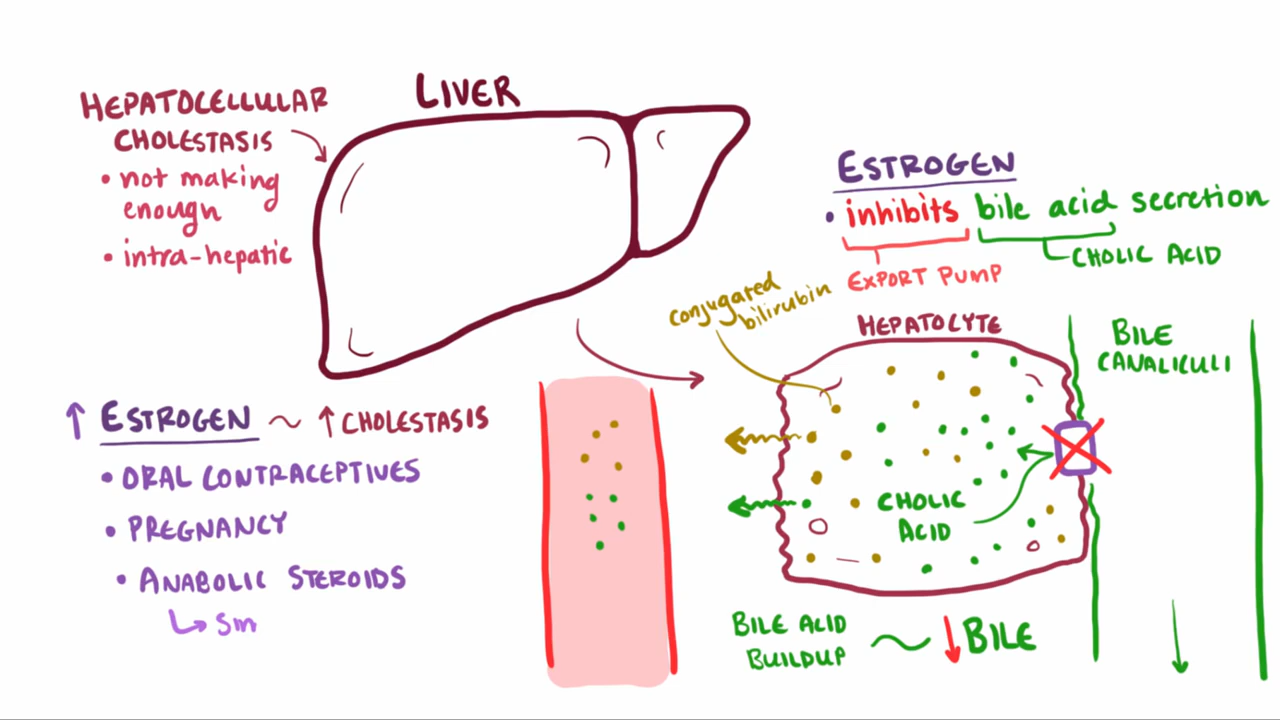 LIVER
HEPATOCELLULAR
CHOLESTASIS
• not making
enough
• intra-hepatic
ESTROGEN
• inhibits bile acid secretion
EXPORT PUMP
CHOLIC ACID
conjugated
bilirubin
HEPATOLYTE
BILE
CANALICULI
CHOLIC
ACID
↑ ESTROGEN ~ ↑ CHOLESTASIS
• ORAL CONTRACEPTIVES
• PREGNANCY
• ANABOLIC STEROIDS
↳ Sm
BILE ACID
BUILDUP ~ ↓ BILE